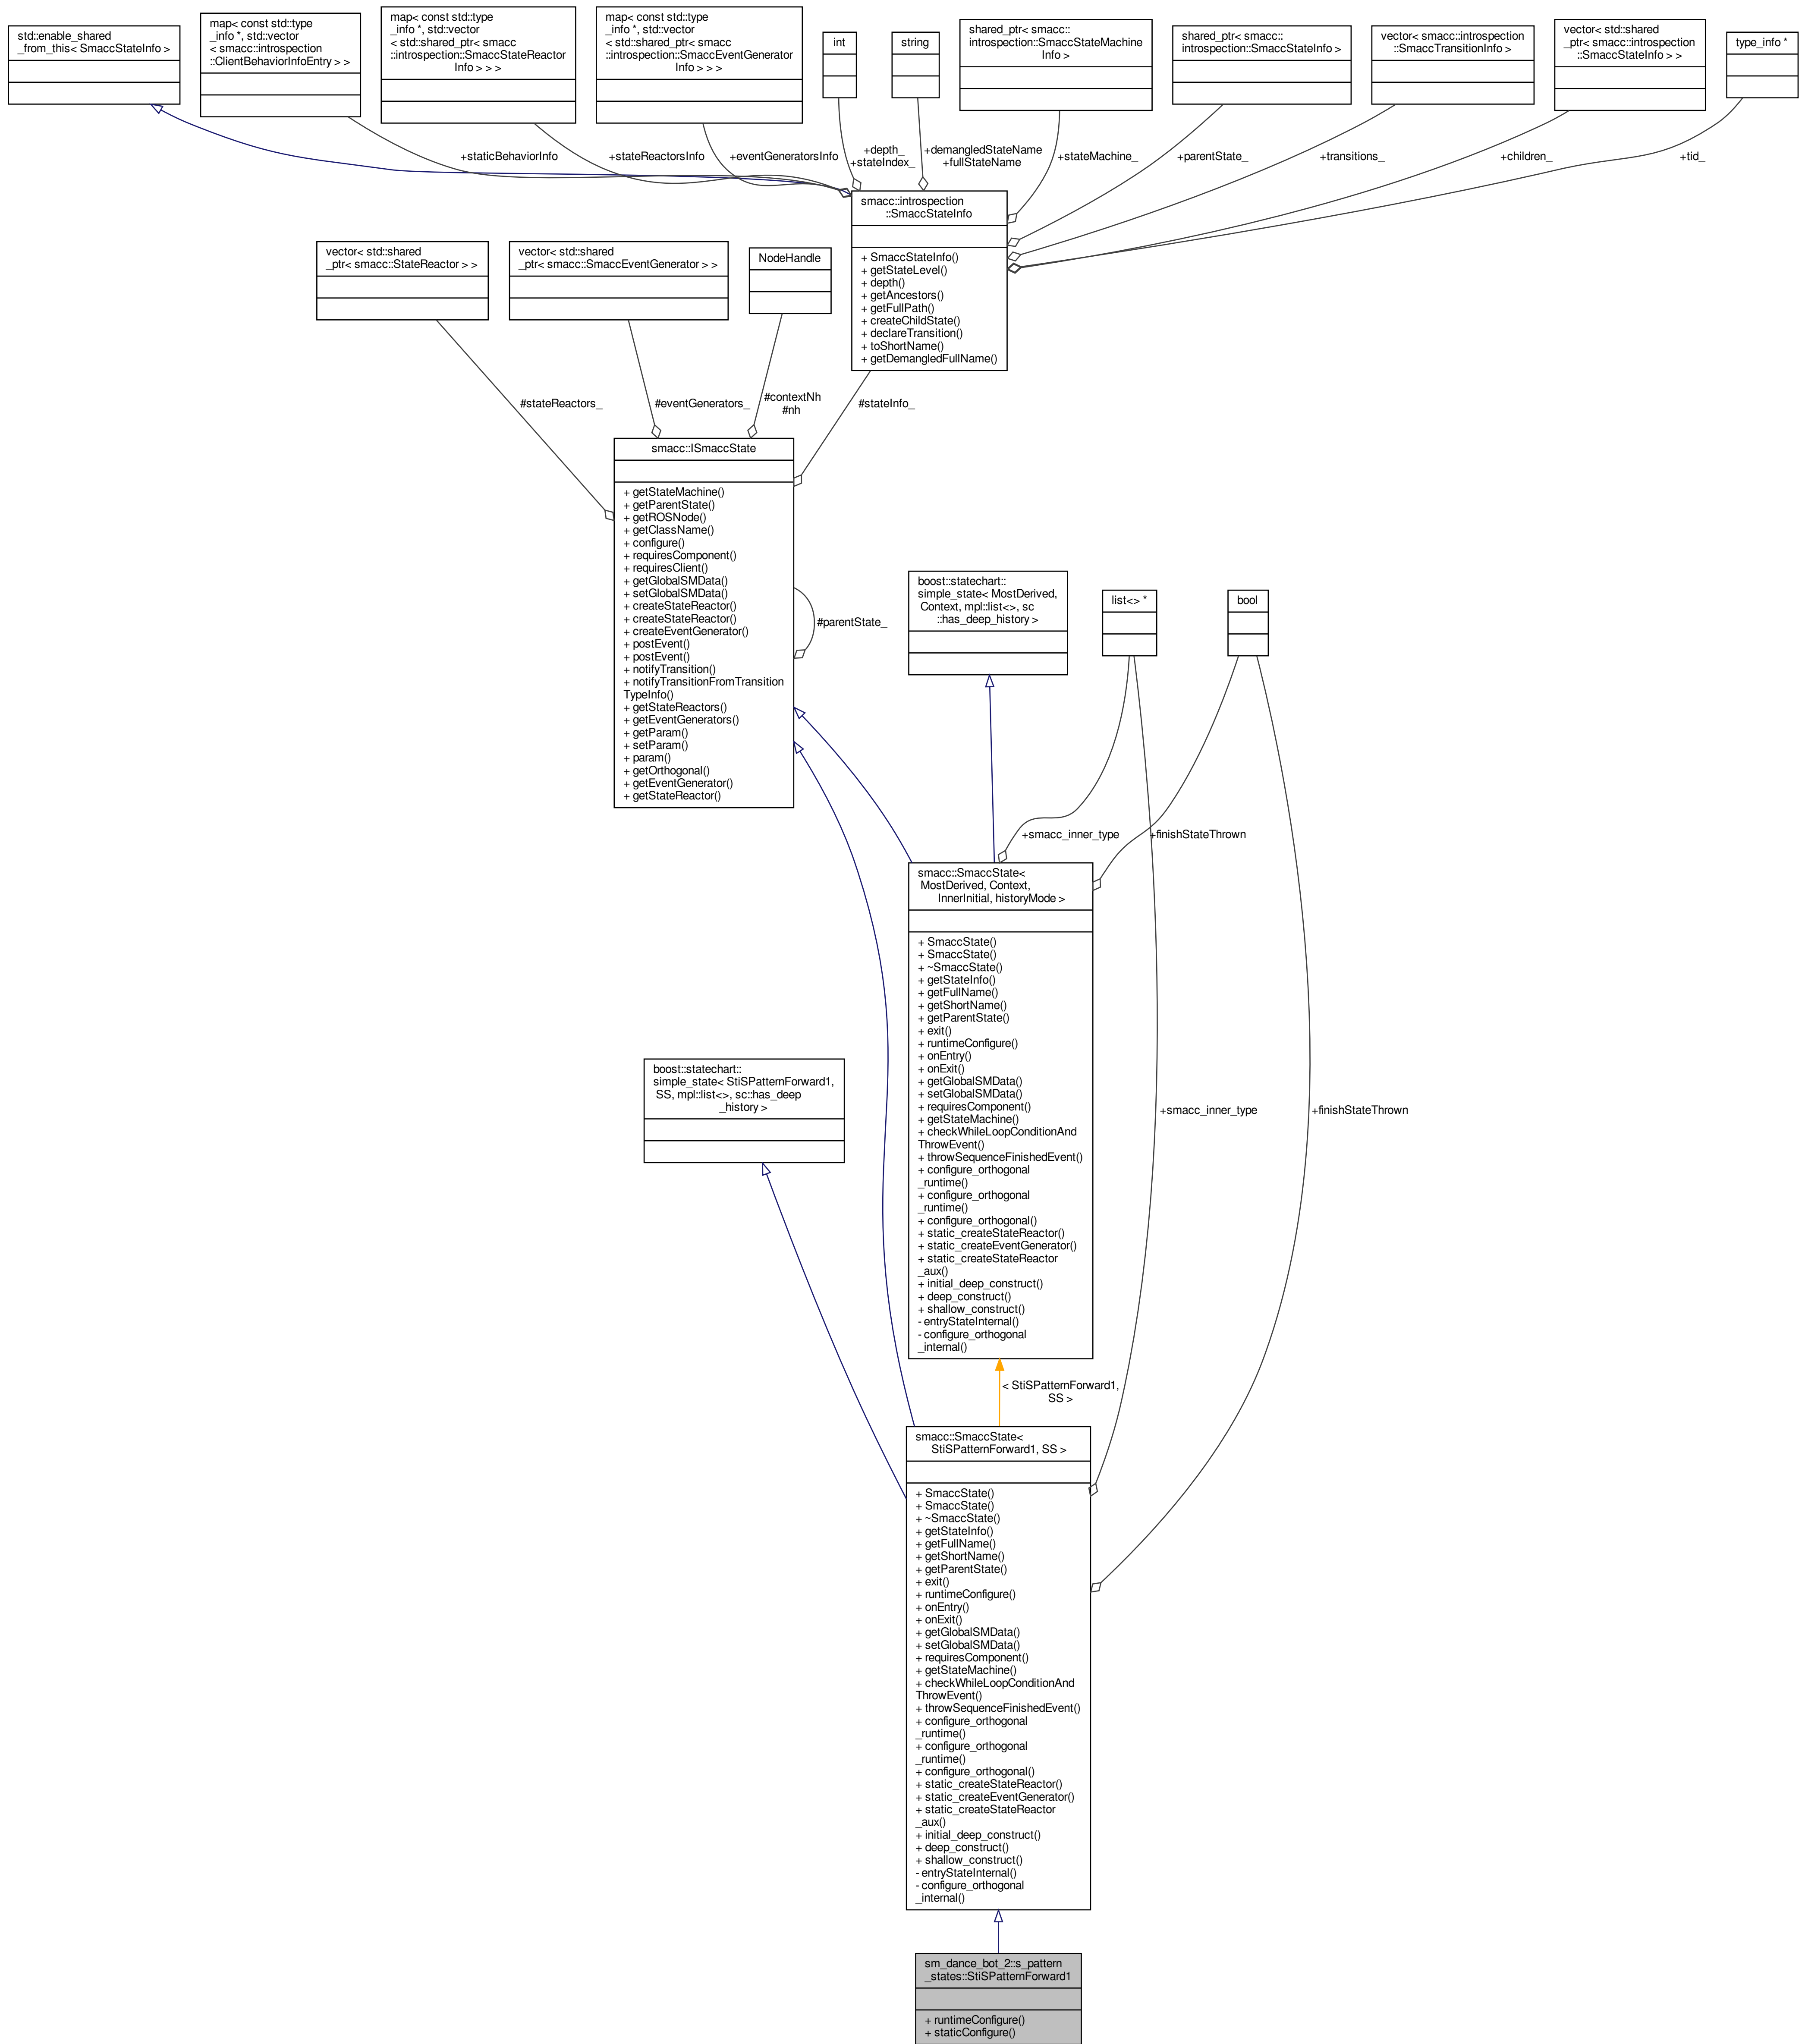 std::enable_shared
_from_this< SmaccStateInfo >
map< const std::type
_info *, std::vector
< smacc::introspection
::ClientBehaviorInfoEntry > >
map< const std::type
_info *, std::vector
< std::shared_ptr< smacc
::introspection::SmaccStateReactor
Info > > >
map< const std::type
_info *, std::vector
< std::shared_ptr< smacc
::introspection::SmaccEventGenerator
Info > > >
int
string
shared_ptr< smacc::
introspection::SmaccStateMachine
Info >
shared_ptr< smacc::
introspection::SmaccStateInfo >
vector< smacc::introspection
::SmaccTransitionInfo >
vector< std::shared
_ptr< smacc::introspection
::SmaccStateInfo > >
type_info *
+staticBehaviorInfo
+stateReactorsInfo
+eventGeneratorsInfo
+depth_
+stateIndex_
+demangledStateName
+fullStateName
+stateMachine_
+parentState_
+transitions_
+children_
+tid_
smacc::introspection
::SmaccStateInfo
+ SmaccStateInfo()
+ getStateLevel()
+ depth()
+ getAncestors()
+ getFullPath()
+ createChildState()
+ declareTransition()
+ toShortName()
+ getDemangledFullName()
vector< std::shared
_ptr< smacc::StateReactor > >
vector< std::shared
_ptr< smacc::SmaccEventGenerator > >
NodeHandle
#stateReactors_
#eventGenerators_
#contextNh
#nh
#stateInfo_
smacc::ISmaccState
+ getStateMachine()
+ getParentState()
+ getROSNode()
+ getClassName()
+ configure()
+ requiresComponent()
+ requiresClient()
+ getGlobalSMData()
+ setGlobalSMData()
+ createStateReactor()
+ createStateReactor()
+ createEventGenerator()
+ postEvent()
+ postEvent()
+ notifyTransition()
+ notifyTransitionFromTransition
TypeInfo()
+ getStateReactors()
+ getEventGenerators()
+ getParam()
+ setParam()
+ param()
+ getOrthogonal()
+ getEventGenerator()
+ getStateReactor()
#parentState_
boost::statechart::
simple_state< MostDerived,
Context, mpl::list<>, sc
::has_deep_history >
list<> *
bool
+smacc_inner_type
+finishStateThrown
smacc::SmaccState<
MostDerived, Context,
InnerInitial, historyMode >
+ SmaccState()
+ SmaccState()
+ ~SmaccState()
+ getStateInfo()
+ getFullName()
+ getShortName()
+ getParentState()
+ exit()
+ runtimeConfigure()
+ onEntry()
+ onExit()
+ getGlobalSMData()
+ setGlobalSMData()
+ requiresComponent()
+ getStateMachine()
+ checkWhileLoopConditionAnd
ThrowEvent()
+ throwSequenceFinishedEvent()
+ configure_orthogonal
_runtime()
+ configure_orthogonal
_runtime()
+ configure_orthogonal()
+ static_createStateReactor()
+ static_createEventGenerator()
+ static_createStateReactor
_aux()
+ initial_deep_construct()
+ deep_construct()
+ shallow_construct()
- entryStateInternal()
- configure_orthogonal
_internal()
boost::statechart::
simple_state< StiSPatternForward1,
SS, mpl::list<>, sc::has_deep
_history >
+smacc_inner_type
+finishStateThrown
< StiSPatternForward1,
SS >
smacc::SmaccState<
StiSPatternForward1, SS >
+ SmaccState()
+ SmaccState()
+ ~SmaccState()
+ getStateInfo()
+ getFullName()
+ getShortName()
+ getParentState()
+ exit()
+ runtimeConfigure()
+ onEntry()
+ onExit()
+ getGlobalSMData()
+ setGlobalSMData()
+ requiresComponent()
+ getStateMachine()
+ checkWhileLoopConditionAnd
ThrowEvent()
+ throwSequenceFinishedEvent()
+ configure_orthogonal
_runtime()
+ configure_orthogonal
_runtime()
+ configure_orthogonal()
+ static_createStateReactor()
+ static_createEventGenerator()
+ static_createStateReactor
_aux()
+ initial_deep_construct()
+ deep_construct()
+ shallow_construct()
- entryStateInternal()
- configure_orthogonal
_internal()
sm_dance_bot_2::s_pattern
_states::StiSPatternForward1
+ runtimeConfigure()
+ staticConfigure()